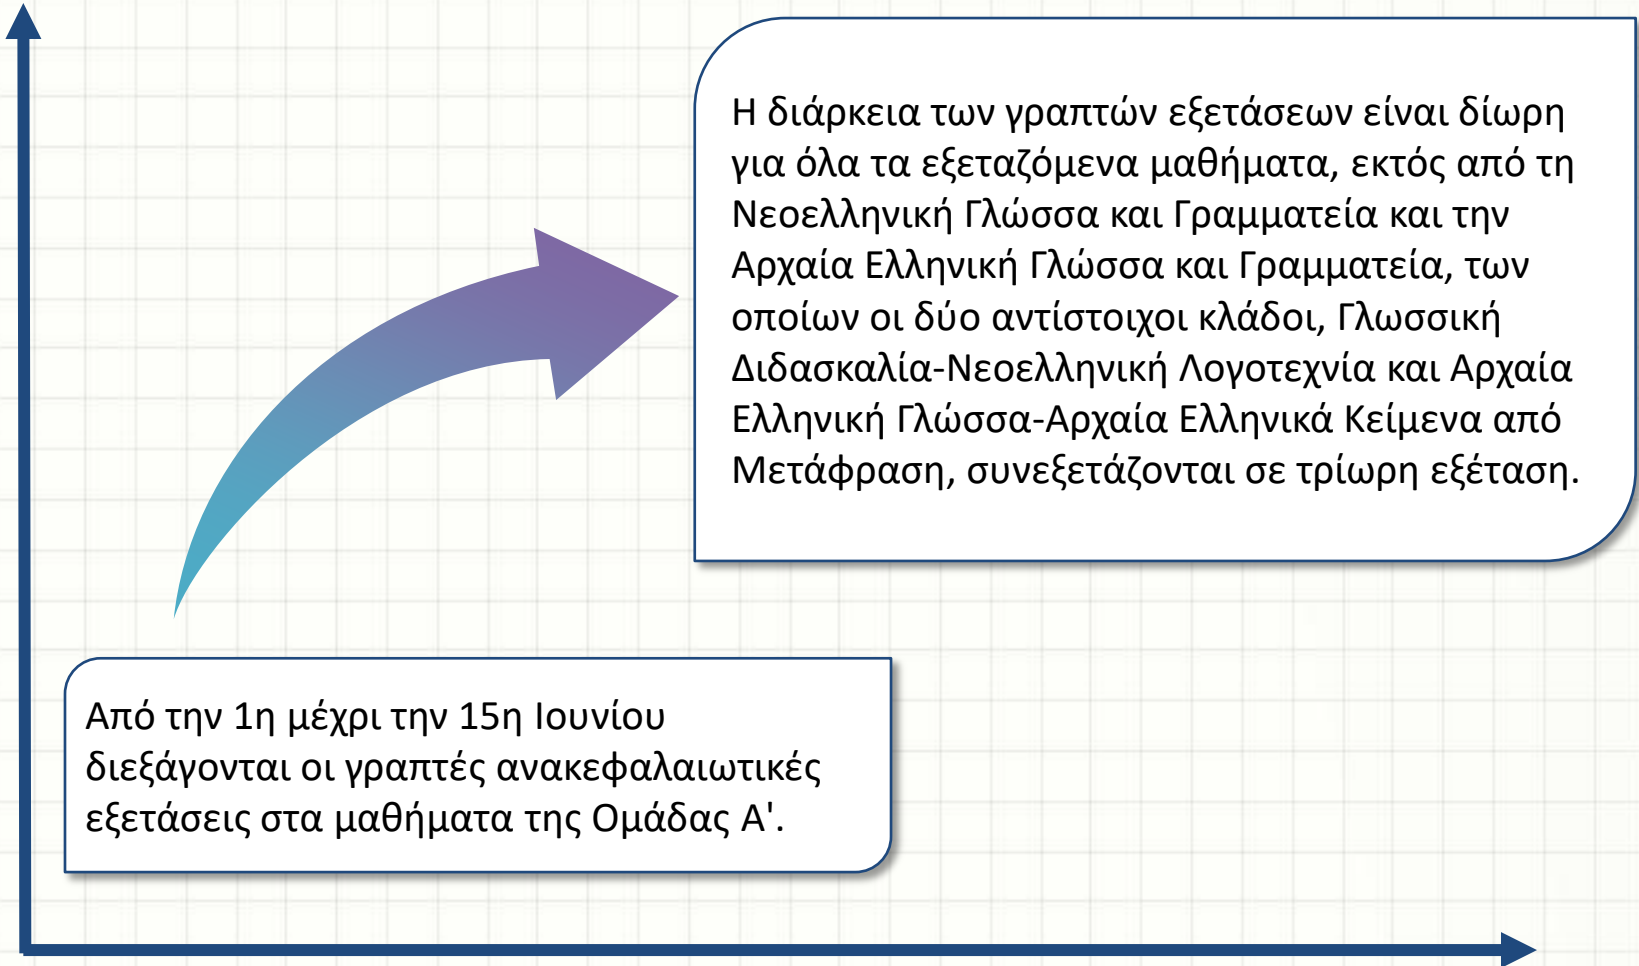 Η διάρκεια των γραπτών εξετάσεων είναι δίωρη
για όλα τα εξεταζόμενα μαθήματα, εκτός από τη
Νεοελληνική Γλώσσα και Γραμματεία και την
Αρχαία Ελληνική Γλώσσα και Γραμματεία, των
οποίων οι δύο αντίστοιχοι κλάδοι, Γλωσσική
Διδασκαλία-Νεοελληνική Λογοτεχνία και Αρχαία
Ελληνική Γλώσσα-Αρχαία Ελληνικά Κείμενα από
Μετάφραση, συνεξετάζονται σε τρίωρη εξέταση.
Από την 1η μέχρι την 15η Ιουνίου
διεξάγονται οι γραπτές ανακεφαλαιωτικές
εξετάσεις στα μαθήματα της Ομάδας Α'.